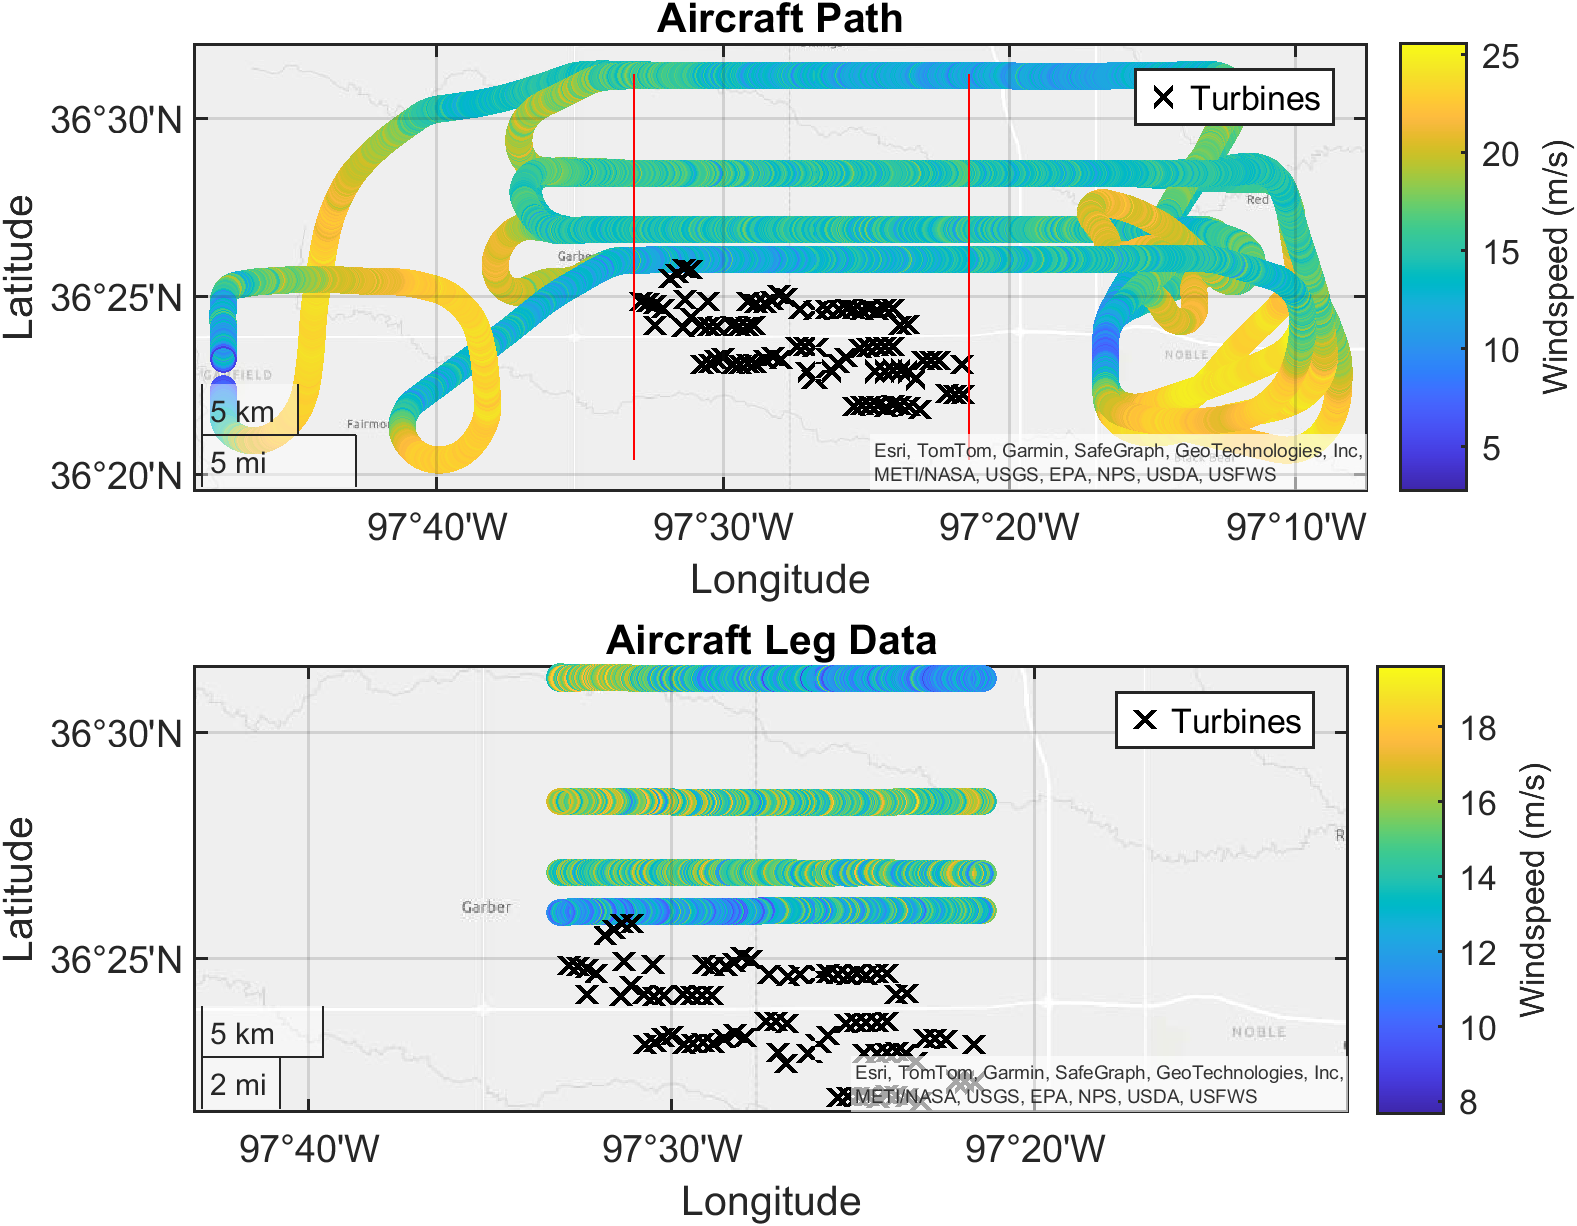 Aircraft Path
36°30'N
36°25'N
36°20'N
Latitude
Turbines
Red
Garbe
NOBLE
GARFIELD
Fairmo
5 km
5 mi
Esri, TomTom, Garmin, SafeGraph, GeoTechnologies, Inc,
METI/NASA, USGS, EPA, NPS, USDA, USFWS
97°40'W
97°30'W
97°20'W
97°10'W
Longitude
25
20
15
10
5
Windspeed (m/s)
Aircraft Leg Data
36°30'N
36°25'N
Latitude
Turbines
R
Garber
NOBLE
5 km
2 mi
Esri, TomTom, Garmin, SafeGraph, GeoTechnologies, Inc,
METI/NASA, USGS, EPA, NPS, USDA, USFWS
97°40'W
97°30'W
97°20'W
Longitude
18
16
14
12
10
8
Windspeed (m/s)